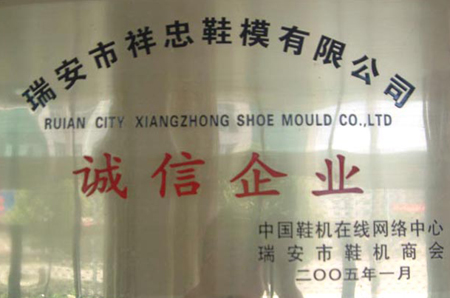 瑞安市祥忠鞋模有限公司
RUIAN CITY XIANGZHONG SHOE MOULD CO.,LTD
诚信企业
中国鞋机在线网络中心
瑞安市鞋机商会
二〇〇五年一月